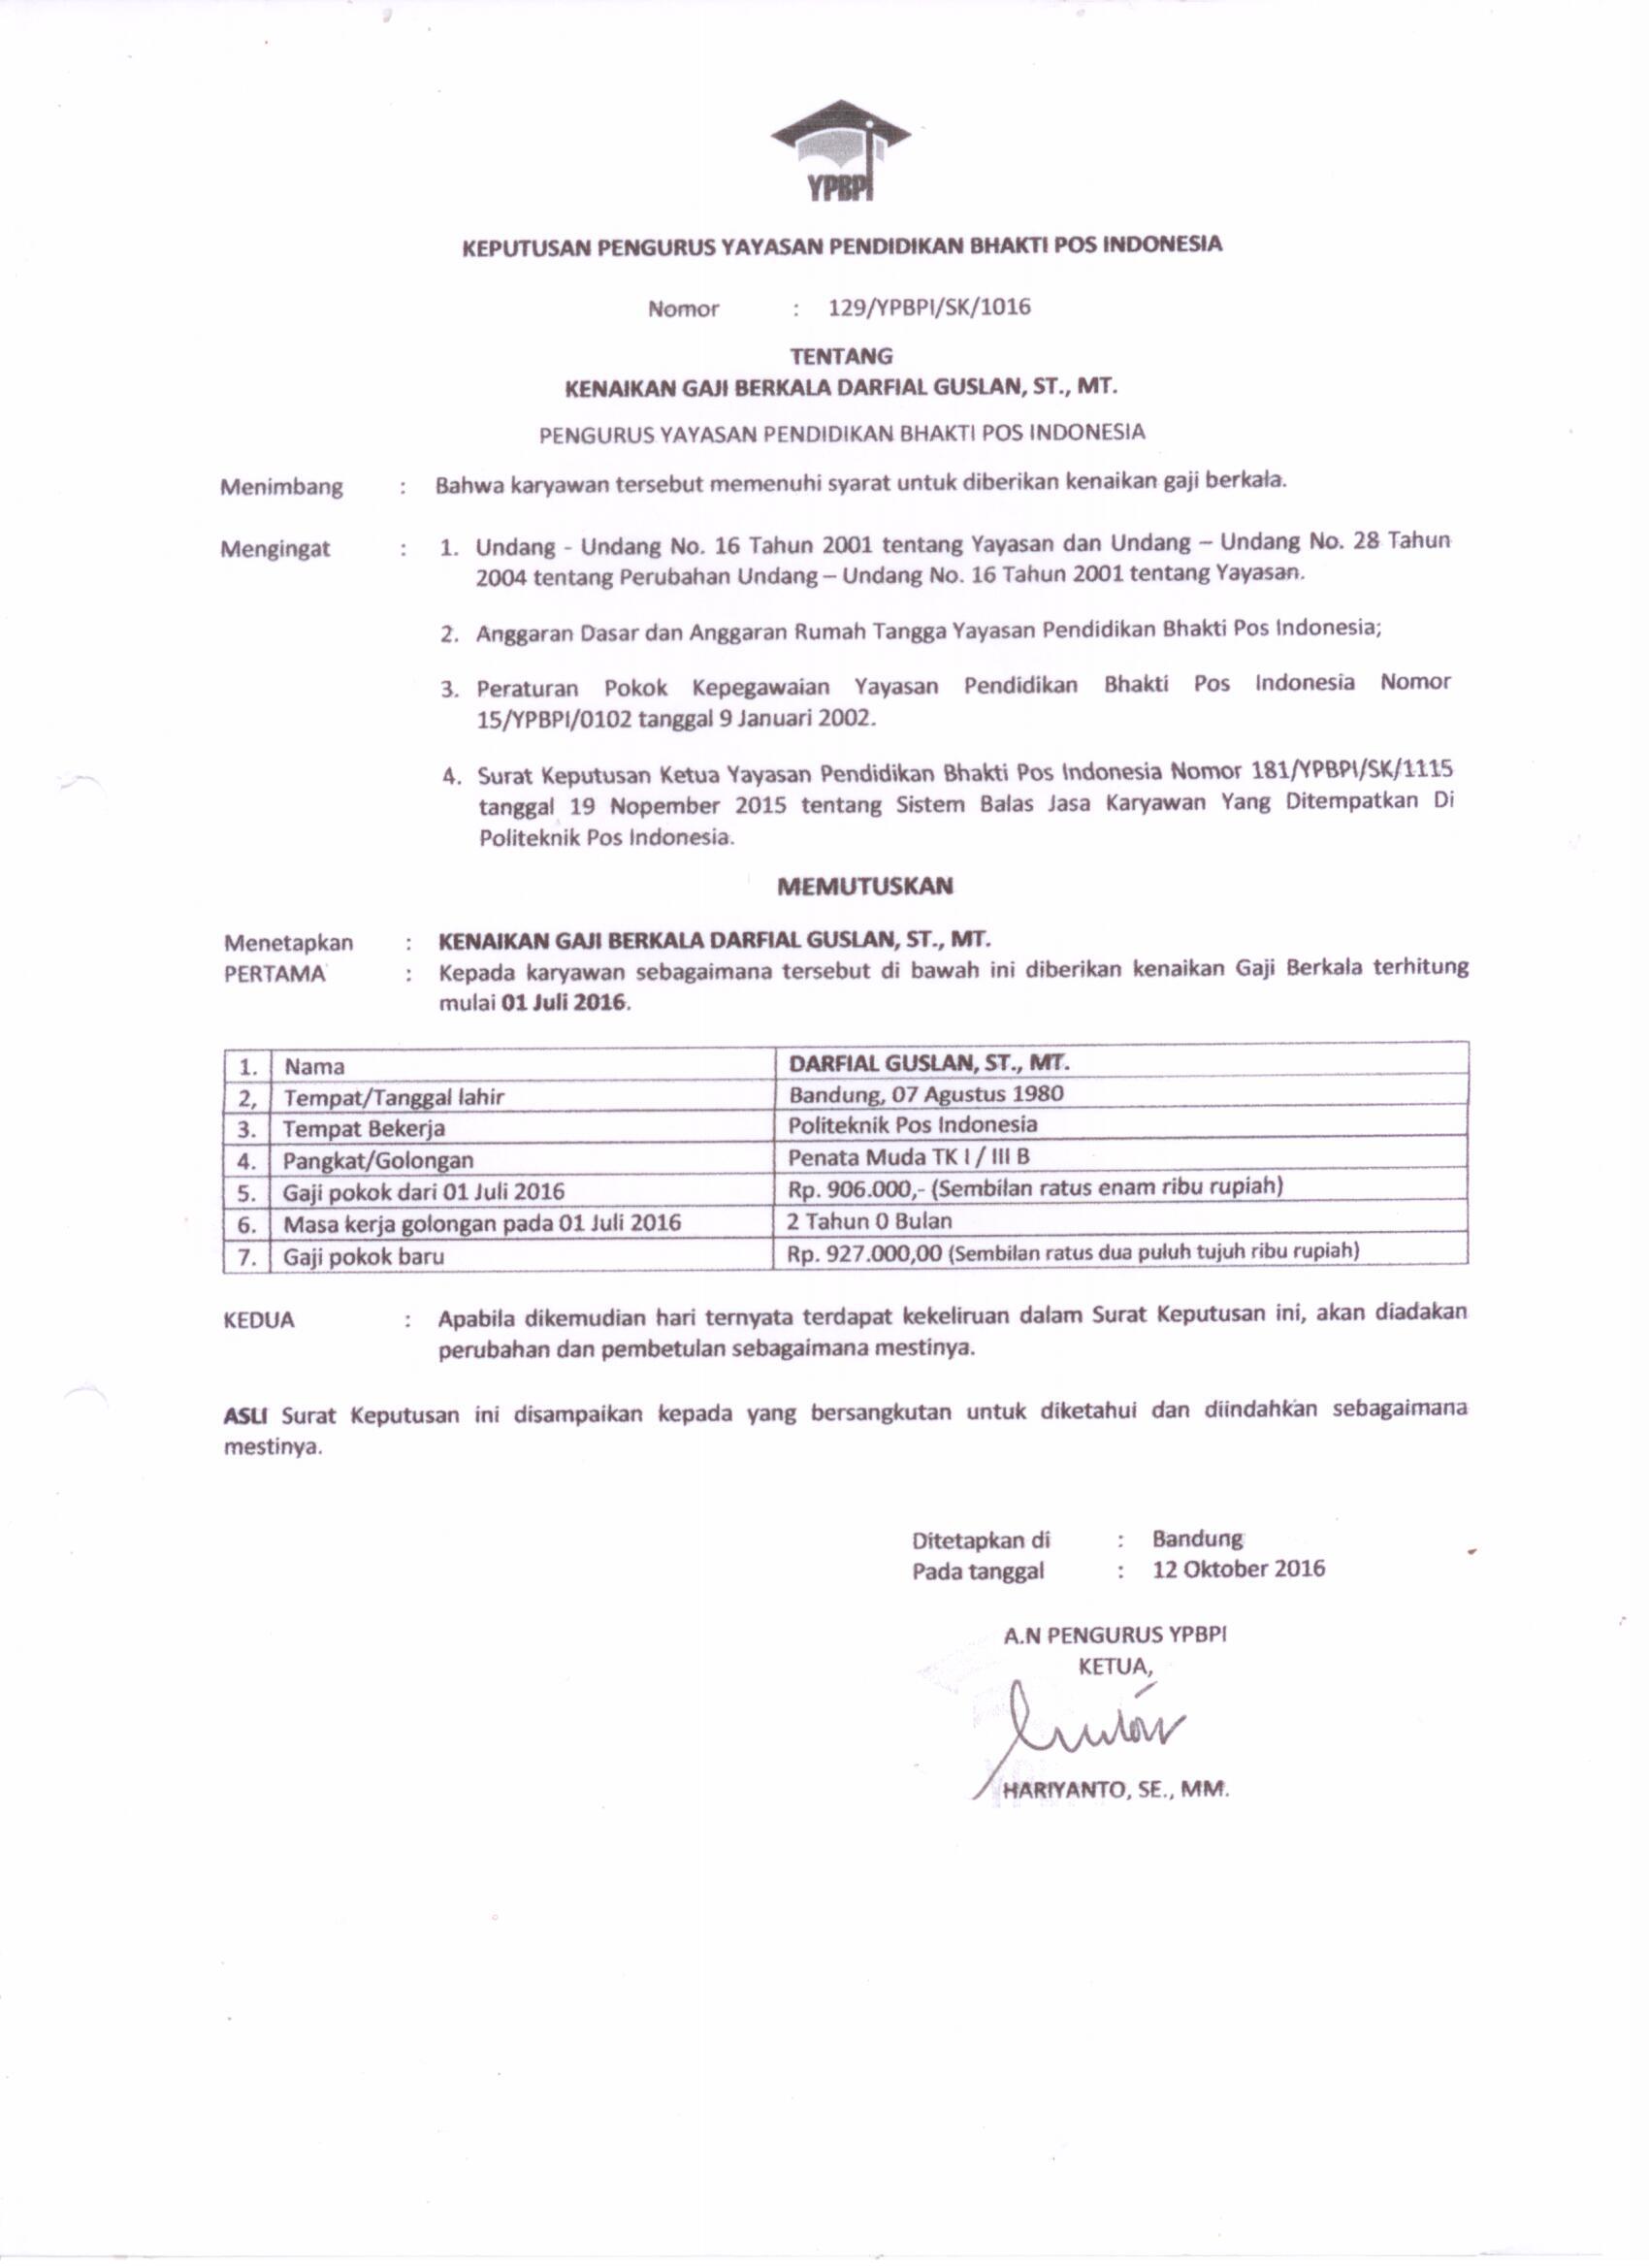 YPBPI
KEPUTUSAN PENGURUS YAYASAN PENDIDIKAN BHAKTI POS INDONESIA
Nomor : 129/YPBPI/SK/1016
TENTANG
KENAIKAN GAJI BERKALA DARFIAL GUSLAN, ST., MT.
PENGURUS YAYASAN PENDIDIKAN BHAKTI POS INDONESIA
Menimbang : Bahwa karyawan tersebut memenuhi syarat untuk diberikan kenaikan gaji berkala.
Mengingat : 1. Undang - Undang No. 16 Tahun 2001 tentang Yayasan dan Undang – Undang No. 28 Tahun
2004 tentang Perubahan Undang – Undang No. 16 Tahun 2001 tentang Yayasan.
2. Anggaran Dasar dan Anggaran Rumah Tangga Yayasan Pendidikan Bhakti Pos Indonesia;
3. Peraturan Pokok Kepegawaian Yayasan Pendidikan Bhakti Pos Indonesia Nomor
15/YPBPI/0102 tanggal 9 Januari 2002.
4. Surat Keputusan Ketua Yayasan Pendidikan Bhakti Pos Indonesia Nomor 181/YPBPI/SK/1115
tanggal 19 Nopember 2015 tentang Sistem Balas Jasa Karyawan Yang Ditempatkan Di
Politeknik Pos Indonesia.
MEMUTUSKAN
Menetapkan : KENAIKAN GAJI BERKALA DARFIAL GUSLAN, ST., MT.
PERTAMA : Kepada karyawan sebagaimana tersebut di bawah ini diberikan kenaikan Gaji Berkala terhitung
mulai 01 Juli 2016.
1. Nama DARFIAL GUSLAN, ST., MT.
2, Tempat/Tanggal lahir Bandung, 07 Agustus 1980
3. Tempat Bekerja Politeknik Pos Indonesia
4. Pangkat/Golongan Penata Muda TK I / III B
5. Gaji pokok dari 01 Juli 2016 Rp. 906.000,- (Sembilan ratus enam ribu rupiah)
6. Masa kerja golongan pada 01 Juli 2016 2 Tahun 0 Bulan
7. Gaji pokok baru Rp. 927.000,00 (Sembilan ratus dua puluh tujuh ribu rupiah)
KEDUA : Apabila dikemudian hari ternyata terdapat kekeliruan dalam Surat Keputusan ini, akan diadakan
perubahan dan pembetulan sebagaimana mestinya.
ASLI Surat Keputusan ini disampaikan kepada yang bersangkutan untuk diketahui dan diindahkan sebagaimana
mestinya.
Ditetapkan di : Bandung
Pada tanggal : 12 Oktober 2016
A.N PENGURUS YPBPI
KETUA,
HARIYANTO, SE., MM.